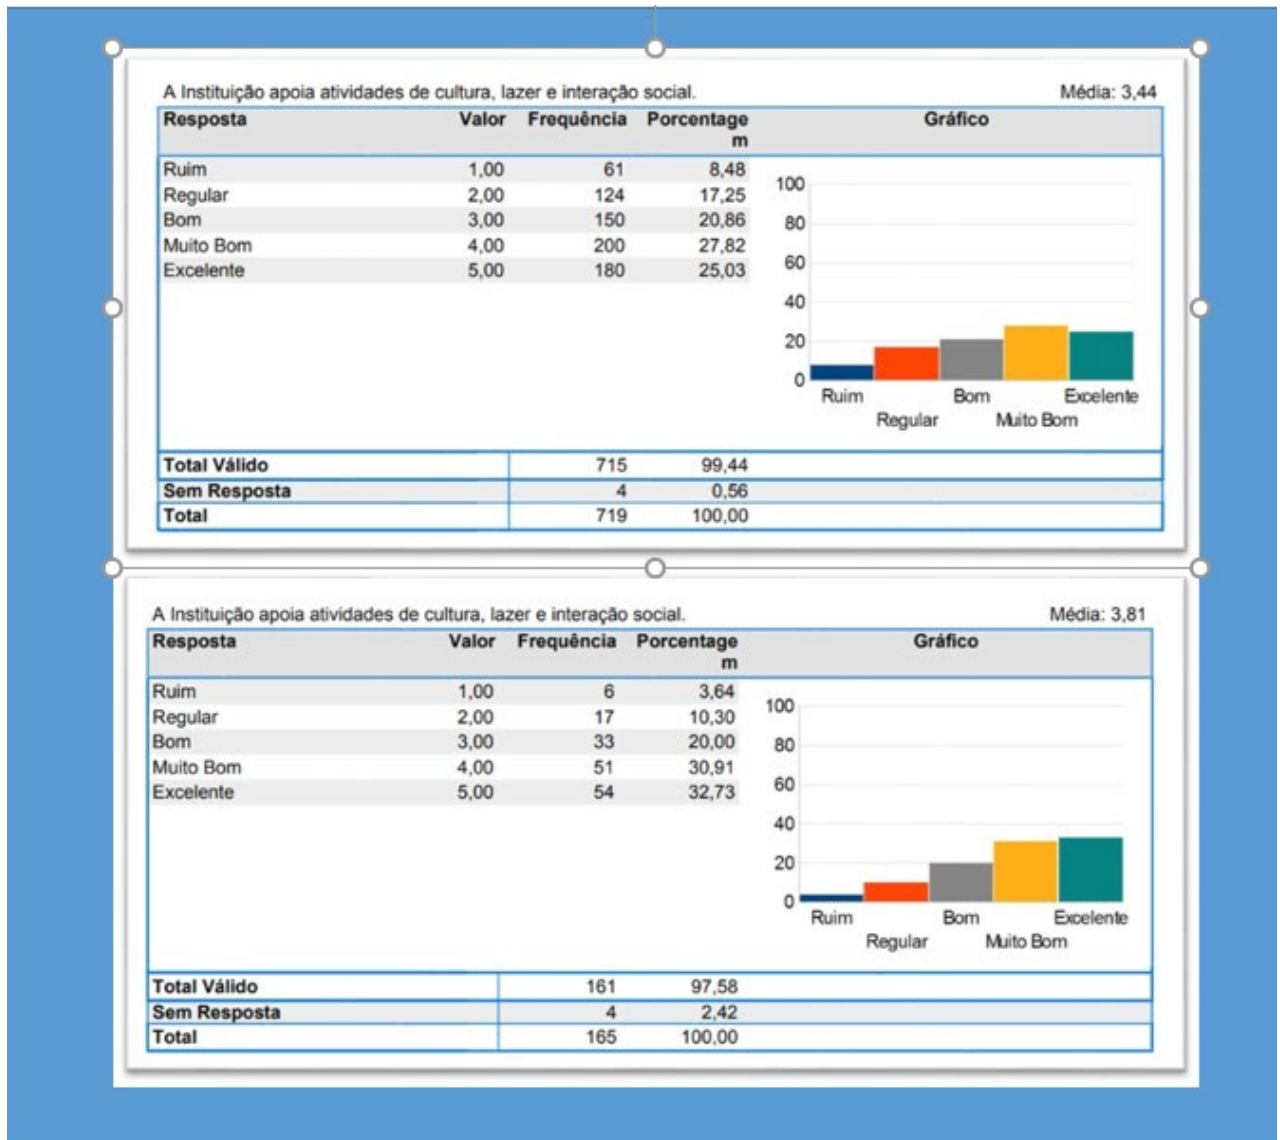 A Instituição apoia atividades de cultura, lazer e interação social. Média: 3,44
Resposta Valor Frequência Porcentage
m Gráfico
Ruim 1,00 61 8,48
Regular 2,00 124 17,25
Bom 3,00 150 20,86
Muito Bom 4,00 200 27,82
Excelente 5,00 180 25,03
100
80
60
40
20
0
Ruim Bom Excelente
Regular Muito Bom
Total Válido 715 99,44
Sem Resposta 4 0,56
Total 719 100,00
A Instituição apoia atividades de cultura, lazer e interação social. Média: 3,81
Resposta Valor Frequência Porcentage
m Gráfico
Ruim 1,00 6 3,64
Regular 2,00 17 10,30
Bom 3,00 33 20,00
Muito Bom 4,00 51 30,91
Excelente 5,00 54 32,73
100
80
60
40
20
0
Ruim Bom Excelente
Regular Muito Bom
Total Válido 161 97,58
Sem Resposta 4 2,42
Total 165 100,00